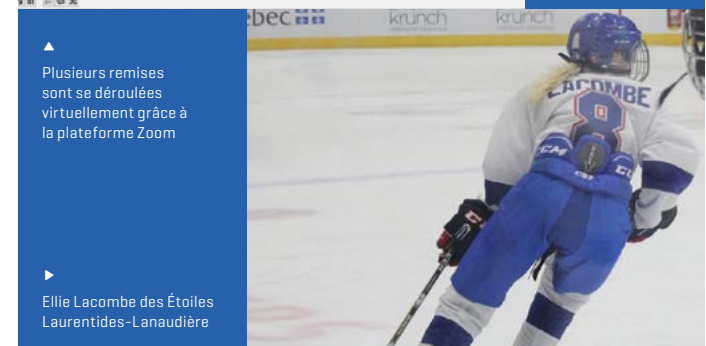 ▲
Plusieurs remises
sont se déroulées
virtuellement grâce à
la plateforme Zoom
▶
Ellie Lacombe des Étoiles
Laurentides-Lanaudière
bec
krunch
krunch
LACOMBE
8
CCM